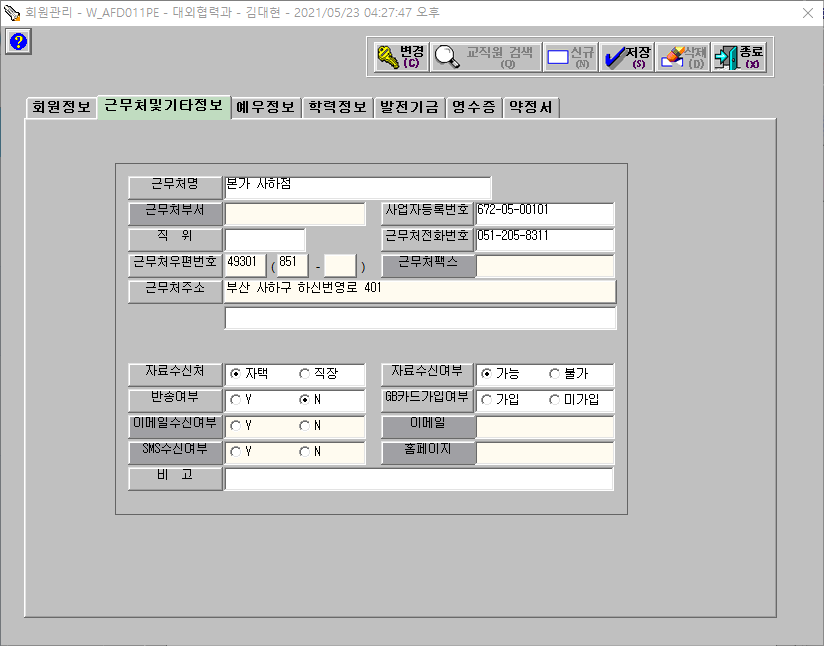 회원관리 - W_AFD011PE - 대외협력과 - 김대현 - 2021/05/23 04:27:47 오후
변경 (C) 교직원 검색 (Q) 신규 (N) 저장 (S) 삭제 (D) 종료 (X)
회원정보 근무처및기타정보 예우정보 학력정보 발전기금 영수증 약정서
근무처명 본가 사하점
근무처부서 사업자등록번호 672-05-00101
직 위 근무처전화번호 051-205-8311
근무처우편번호 49301 ( 851 - ) 근무처팩스
근무처주소 부산 사하구 하신번영로 401
자료수신처 자택 직장 자료수신여부 가능 불가
반송여부 Y N GB카드가입여부 가입 미가입
이메일수신여부 Y N 이메일
SMS수신여부 Y N 홈페이지
비 고